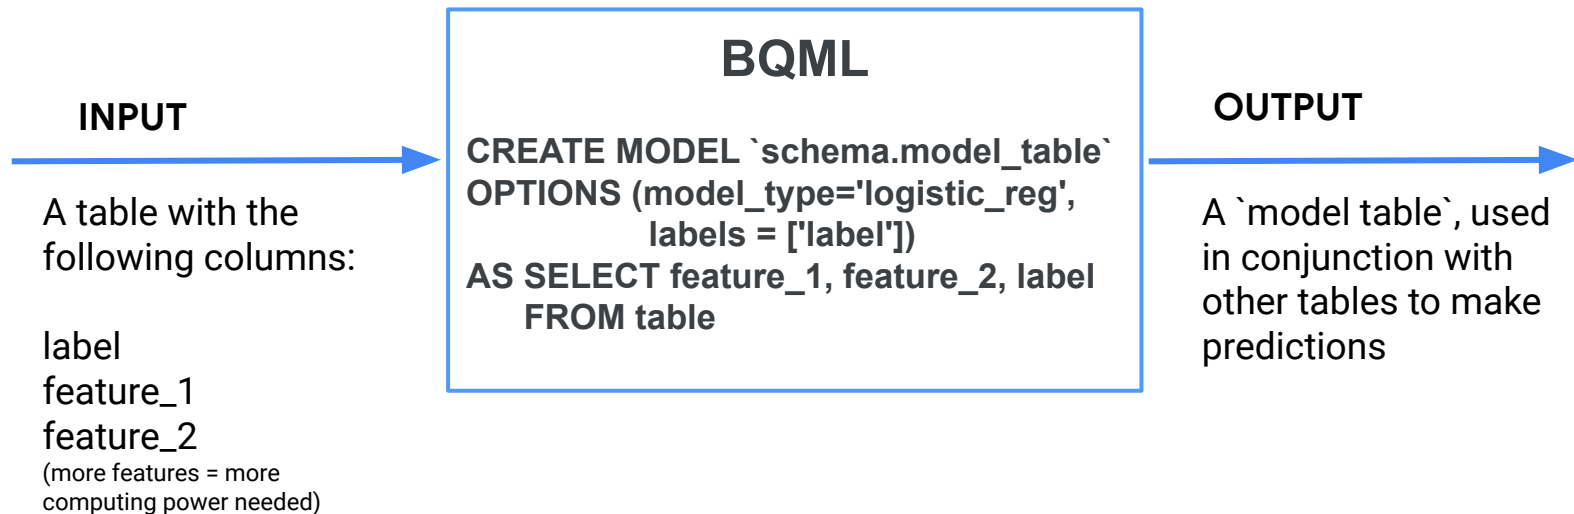 INPUT
A table with the
following columns:
label
feature_1
feature_2
(more features = more
computing power needed)
BQML
CREATE MODEL `schema.model_table`
OPTIONS (model_type='logistic_reg',
labels = ['label'])
AS SELECT feature_1, feature_2, label
FROM table
OUTPUT
A `model table`, used
in conjunction with
other tables to make
predictions